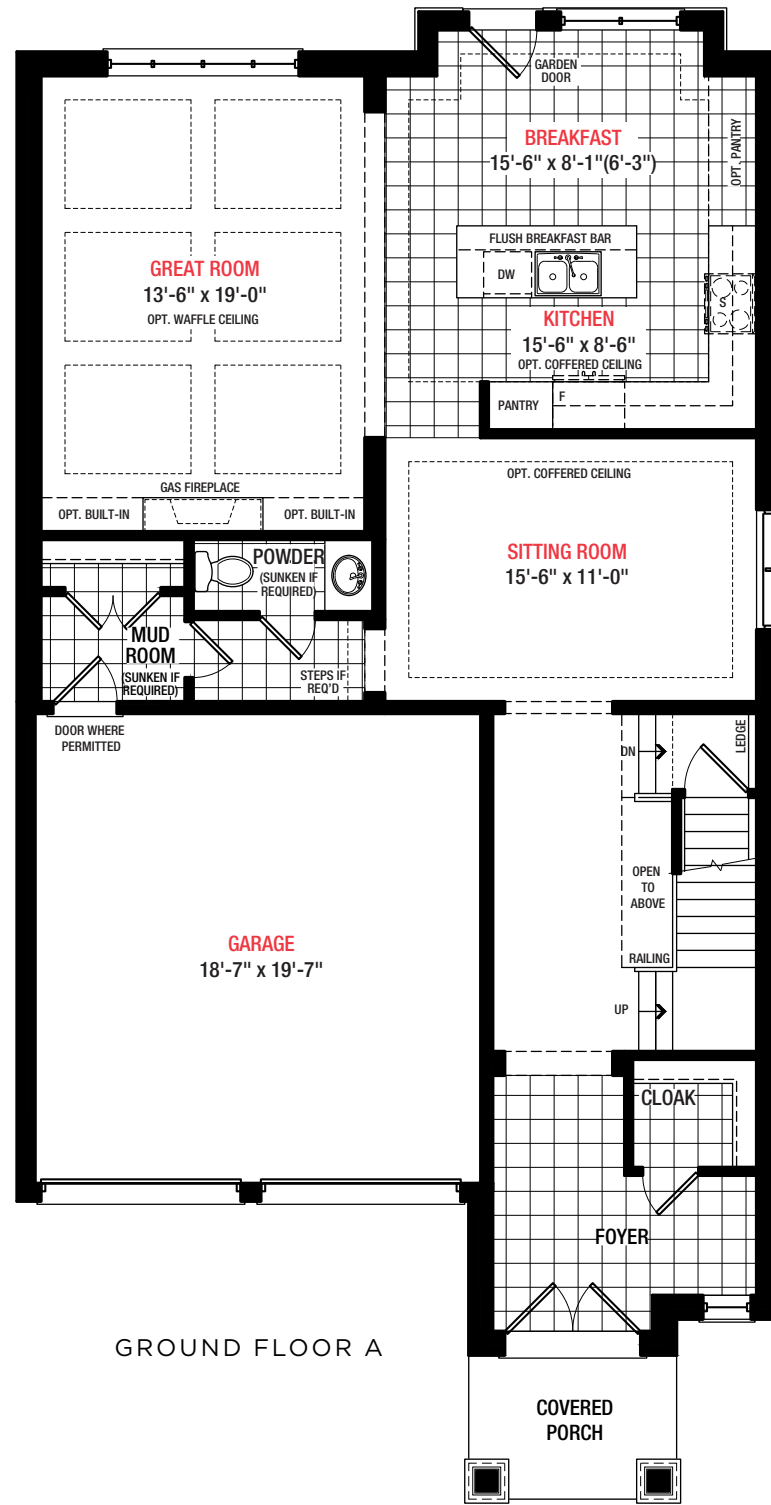 GARDEN
DOOR
BREAKFAST
15'-6" x 8'-1"(6'-3")
OPT. PANTRY
FLUSH BREAKFAST BAR
DW
S
KITCHEN
15'-6" x 8'-6"
OPT. COFFERED CEILING
PANTRY
F
GREAT ROOM
13'-6" x 19'-0"
OPT. WAFFLE CEILING
GAS FIREPLACE
OPT. BUILT-IN
OPT. BUILT-IN
OPT. COFFERED CEILING
SITTING ROOM
15'-6" x 11'-0"
POWDER
(SUNKEN IF
REQUIRED)
MUD
ROOM
(SUNKEN IF
REQUIRED)
STEPS IF
REQ'D
DOOR WHERE
PERMITTED
DN
LEDGE
OPEN
TO
ABOVE
RAILING
UP
GARAGE
18'-7" x 19'-7"
CLOAK
FOYER
GROUND FLOOR A
COVERED
PORCH